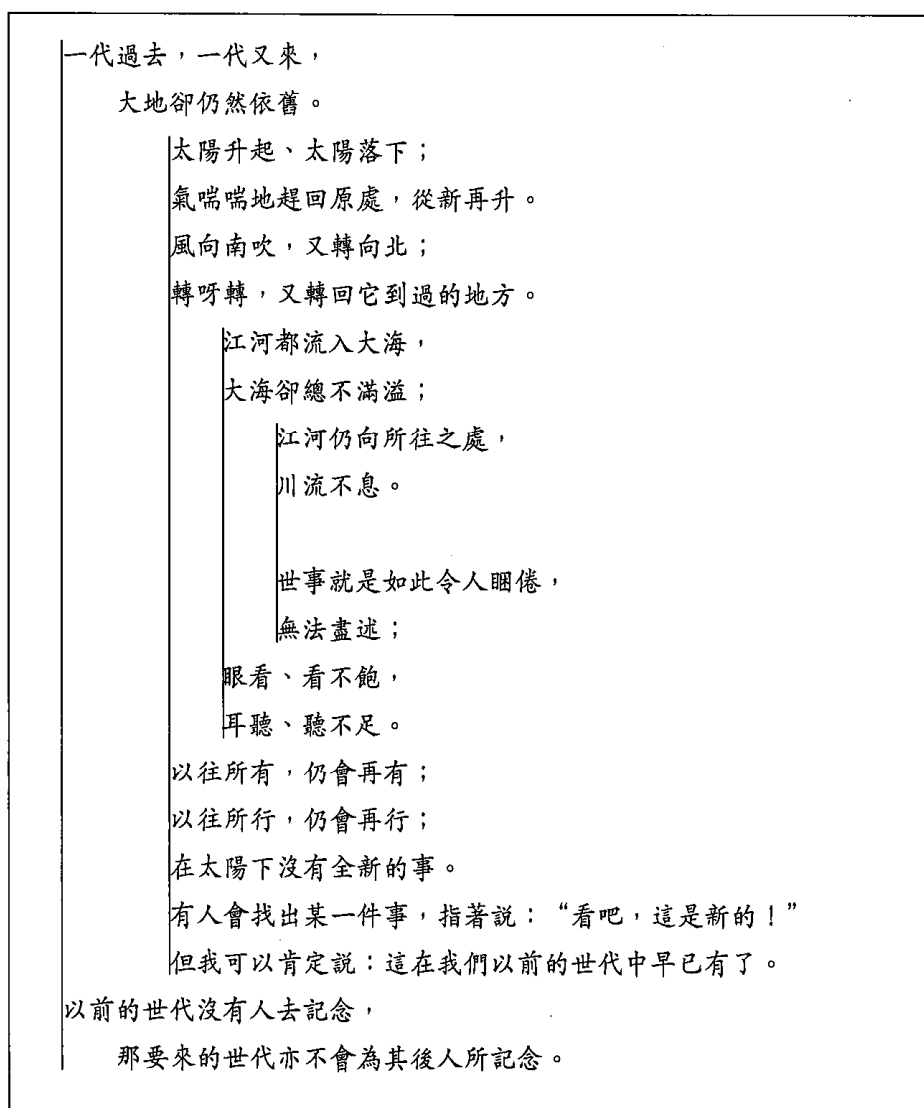 一代過去，一代又來，
大地卻仍然依舊。
太陽升起、太陽落下；
氣喘喘地趕回原處，從新再升。
風向南吹，又轉向北；
轉呀轉，又轉回它到過的地方。
江河都流入大海，
大海卻總不滿溢；
江河仍向所往之處，
川流不息。
世事就是如此令人睏倦，
無法盡述；
眼看、看不飽，
耳聽、聽不足。
以往所有，仍會再有；
以往所行，仍會再行；
在太陽下沒有全新的事。
有人會找出某一件事，指著説：“看吧，這是新的！”
但我可以肯定説：這在我們以前的世代中早已有了。
以前的世代沒有人去記念，
那要來的世代亦不會為其後人所記念。